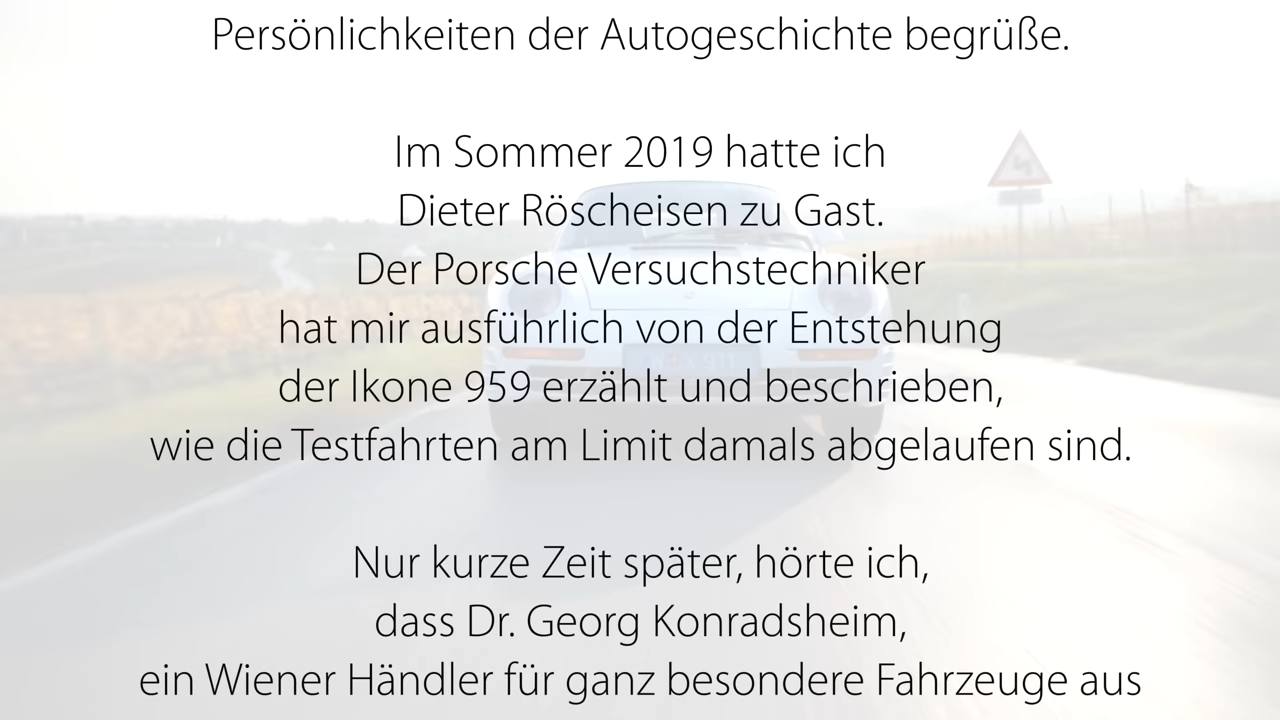 Persönlichkeiten der Autogeschichte begrüße.
Im Sommer 2019 hatte ich
Dieter Röscheisen zu Gast.
Der Porsche Versuchstechniker
hat mir ausführlich von der Entstehung
der Ikone 959 erzählt und beschrieben,
wie die Testfahrten am Limit damals abgelaufen sind.
Nur kurze Zeit später, hörte ich,
dass Dr. Georg Konradsheim,
ein Wiener Händler für ganz besondere Fahrzeuge aus